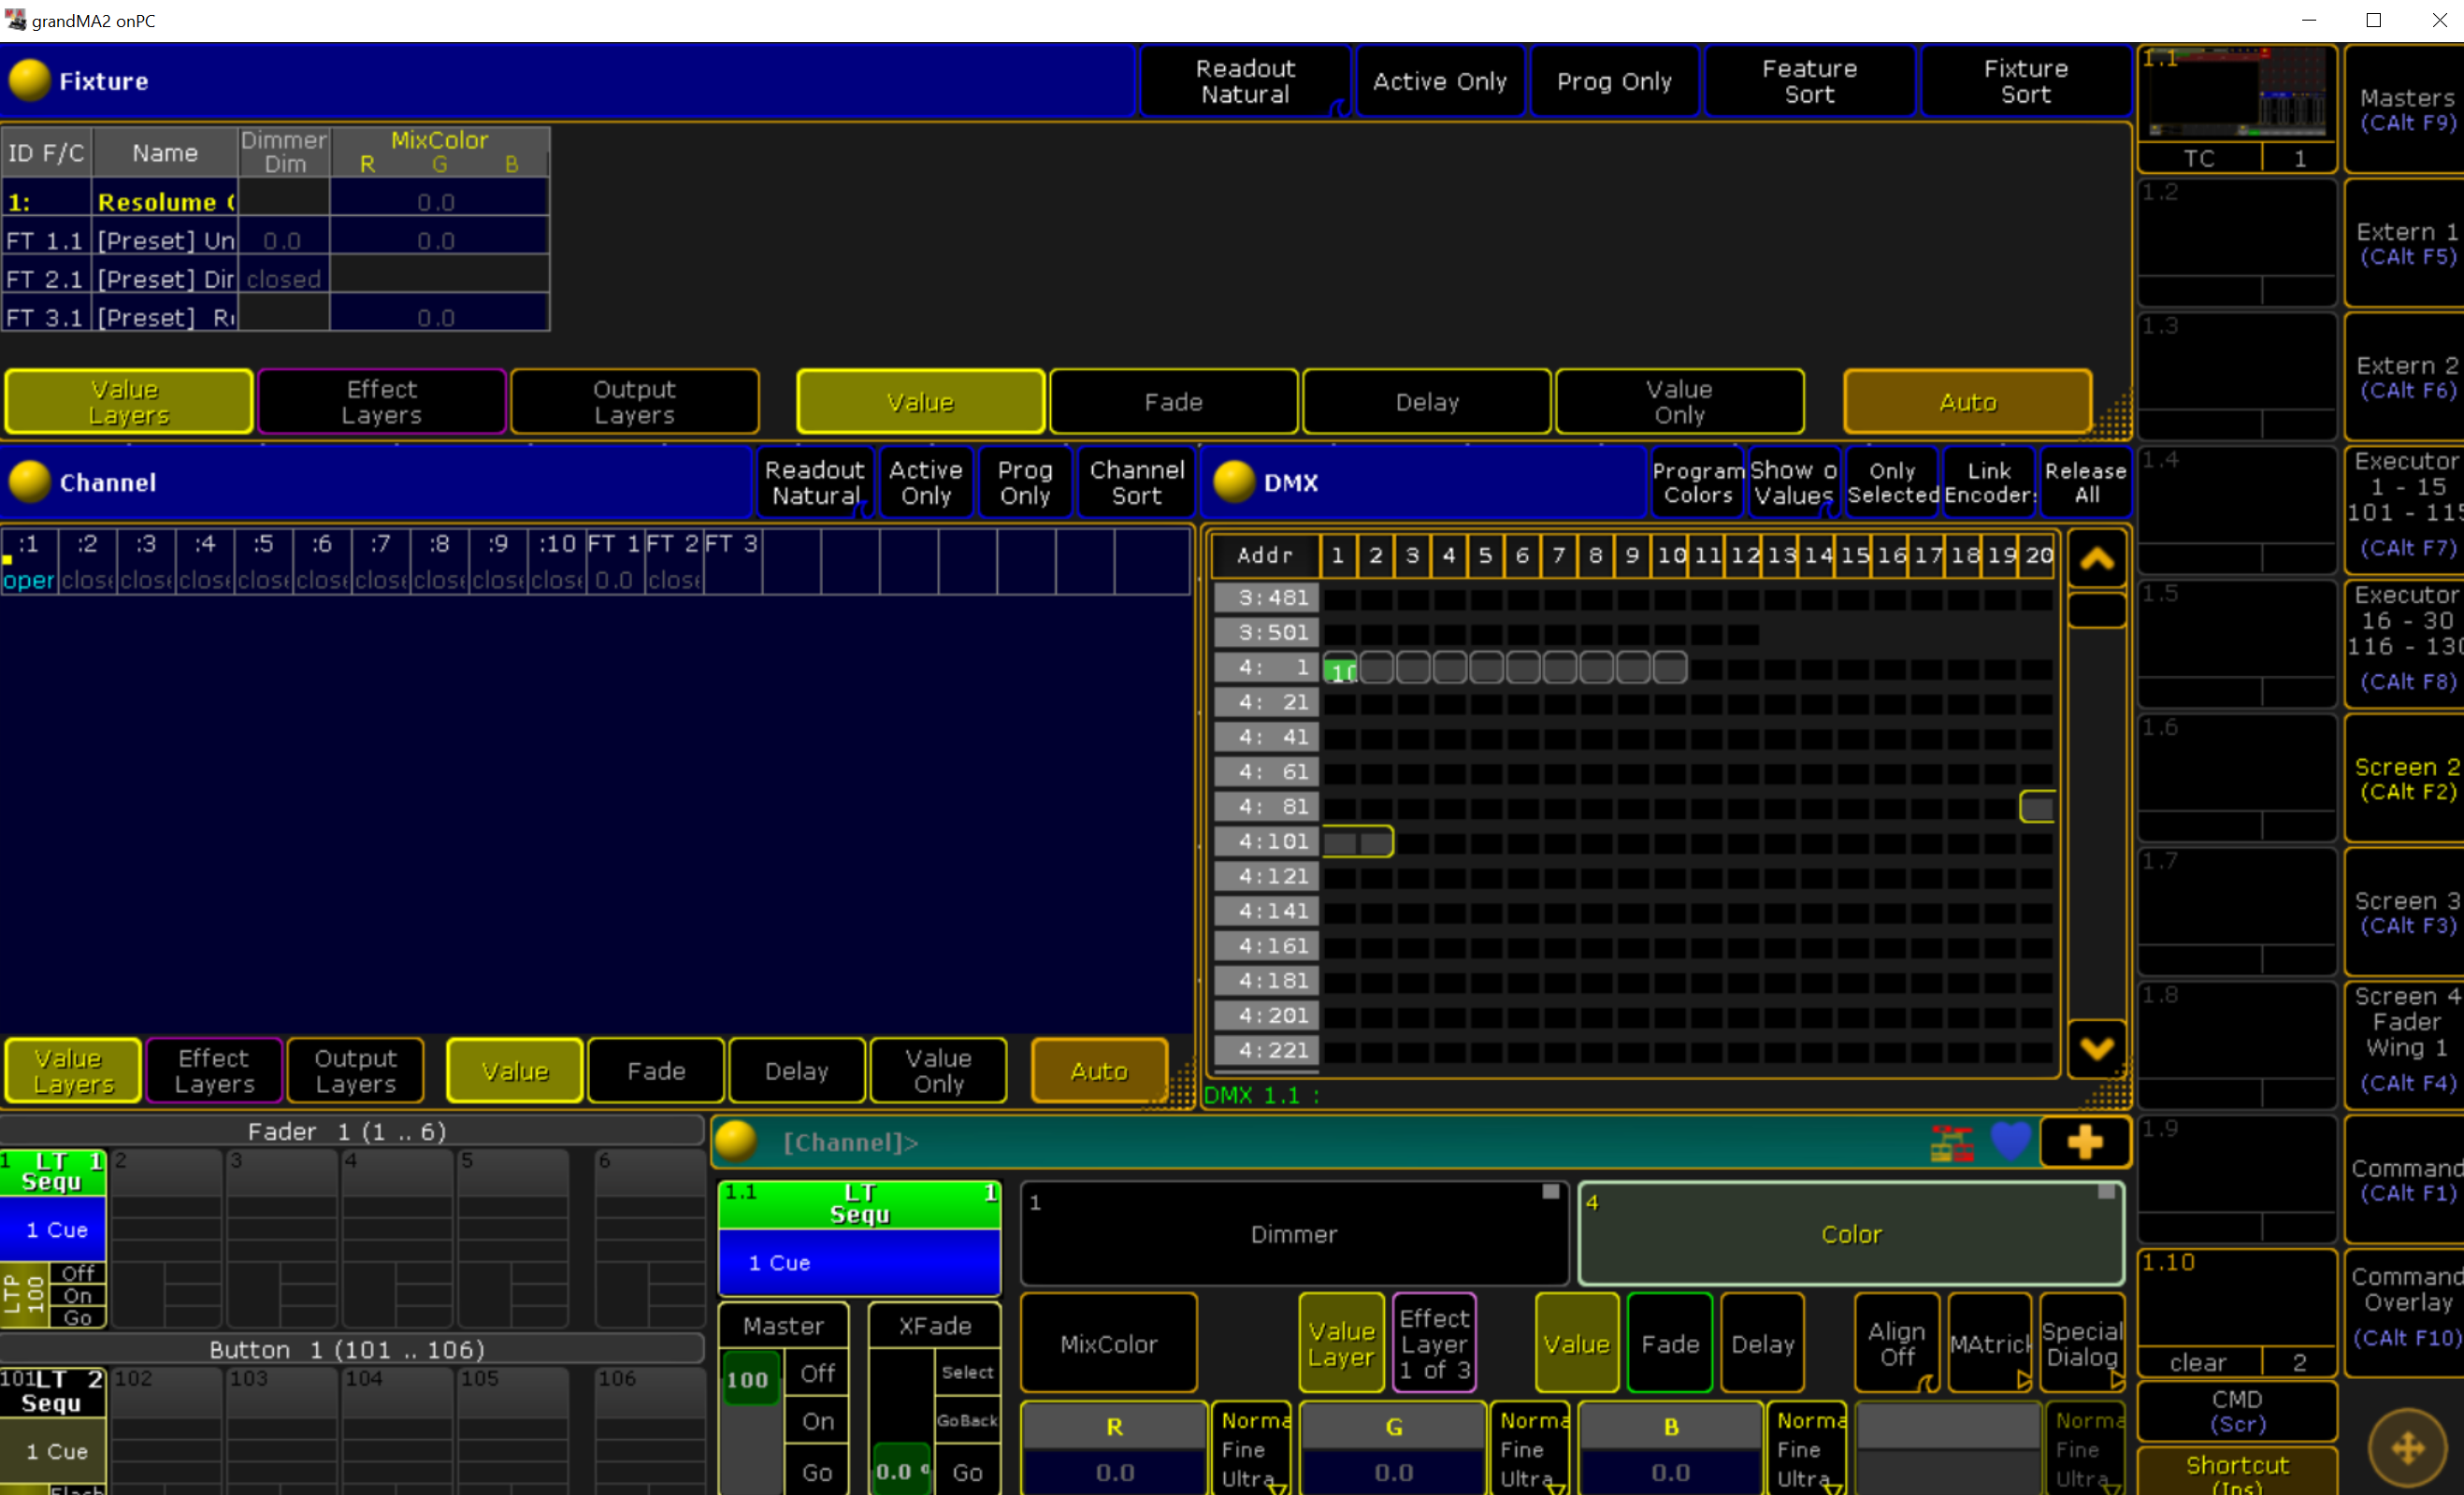 grandMA2 onPC
Fixture
Readout Natural
Active Only
Prog Only
Feature Sort
Fixture Sort
ID F/C Name Dimmer Dim MixColor R G B
1: Resolume 0.0
FT 1.1 [Preset] Un 0.0 0.0
FT 2.1 [Preset] Dir closed
FT 3.1 [Preset] 0.0
Value Layers
Effect Layers
Output Layers
Value
Fade
Delay
Value Only
Auto
Channel
Readout Natural
Active Only
Prog Only
Channel Sort
:1 :2 :3 :4 :5 :6 :7 :8 :9 :10 FT 1 FT 2 FT 3
oper close close close close close close close close close 0.0 close
Value Layers
Effect Layers
Output Layers
Value
Fade
Delay
Value Only
Auto
DMX
Program Colors
Show o Values
Only Selected
Link Encoder:
Release All
Addr 1 2 3 4 5 6 7 8 9 10 11 12 13 14 15 16 17 18 19 20
3:481
3:501
4: 1 10
4: 21
4: 41
4: 61
4: 81
4:101
4:121
4:141
4:161
4:181
4:201
4:221
DMX 1.1 :
Fader 1 (1 .. 6)
1 LT 1 2 3 4 5 6
Sequ
1 Cue
LTP 100
Off
On
Go
Button 1 (101 .. 106)
101 LT 2 102 103 104 105 106
Sequ
1 Cue
Flash
[Channel]>
1.1 LT 1
Sequ
1 Cue
1 Dimmer
4 Color
Master
XFade
100
Off
On
Go
Select
GoBack
0.0
Go
MixColor
Value Layer
Effect Layer 1 of 3
Value
Fade
Delay
Align Off
MAtrick
Special Dialog
R
0.0
Norma
Fine
Ultra
G
0.0
Norma
Fine
Ultra
B
0.0
Norma
Fine
Ultra
Norma
Fine
Ultra
1.1
TC 1
1.2
1.3
1.4
1.5
1.6
1.7
1.8
1.9
1.10
clear 2
CMD
(Scr)
Shortcut
(Ins)
Masters
(CAlt F9)
Extern 1
(CAlt F5)
Extern 2
(CAlt F6)
Executor
1 - 15
101 - 115
(CAlt F7)
Executor
16 - 30
116 - 130
(CAlt F8)
Screen 2
(CAlt F2)
Screen 3
(CAlt F3)
Screen 4
Fader
Wing 1
(CAlt F4)
Command
(CAlt F1)
Command
Overlay
(CAlt F10)